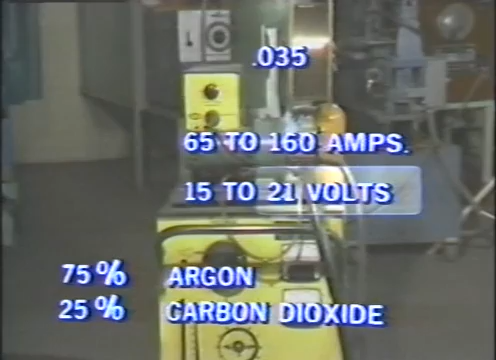 .035
65 TO 160 AMPS.
15 TO 21 VOLTS
75% ARGON
25% CARBON DIOXIDE